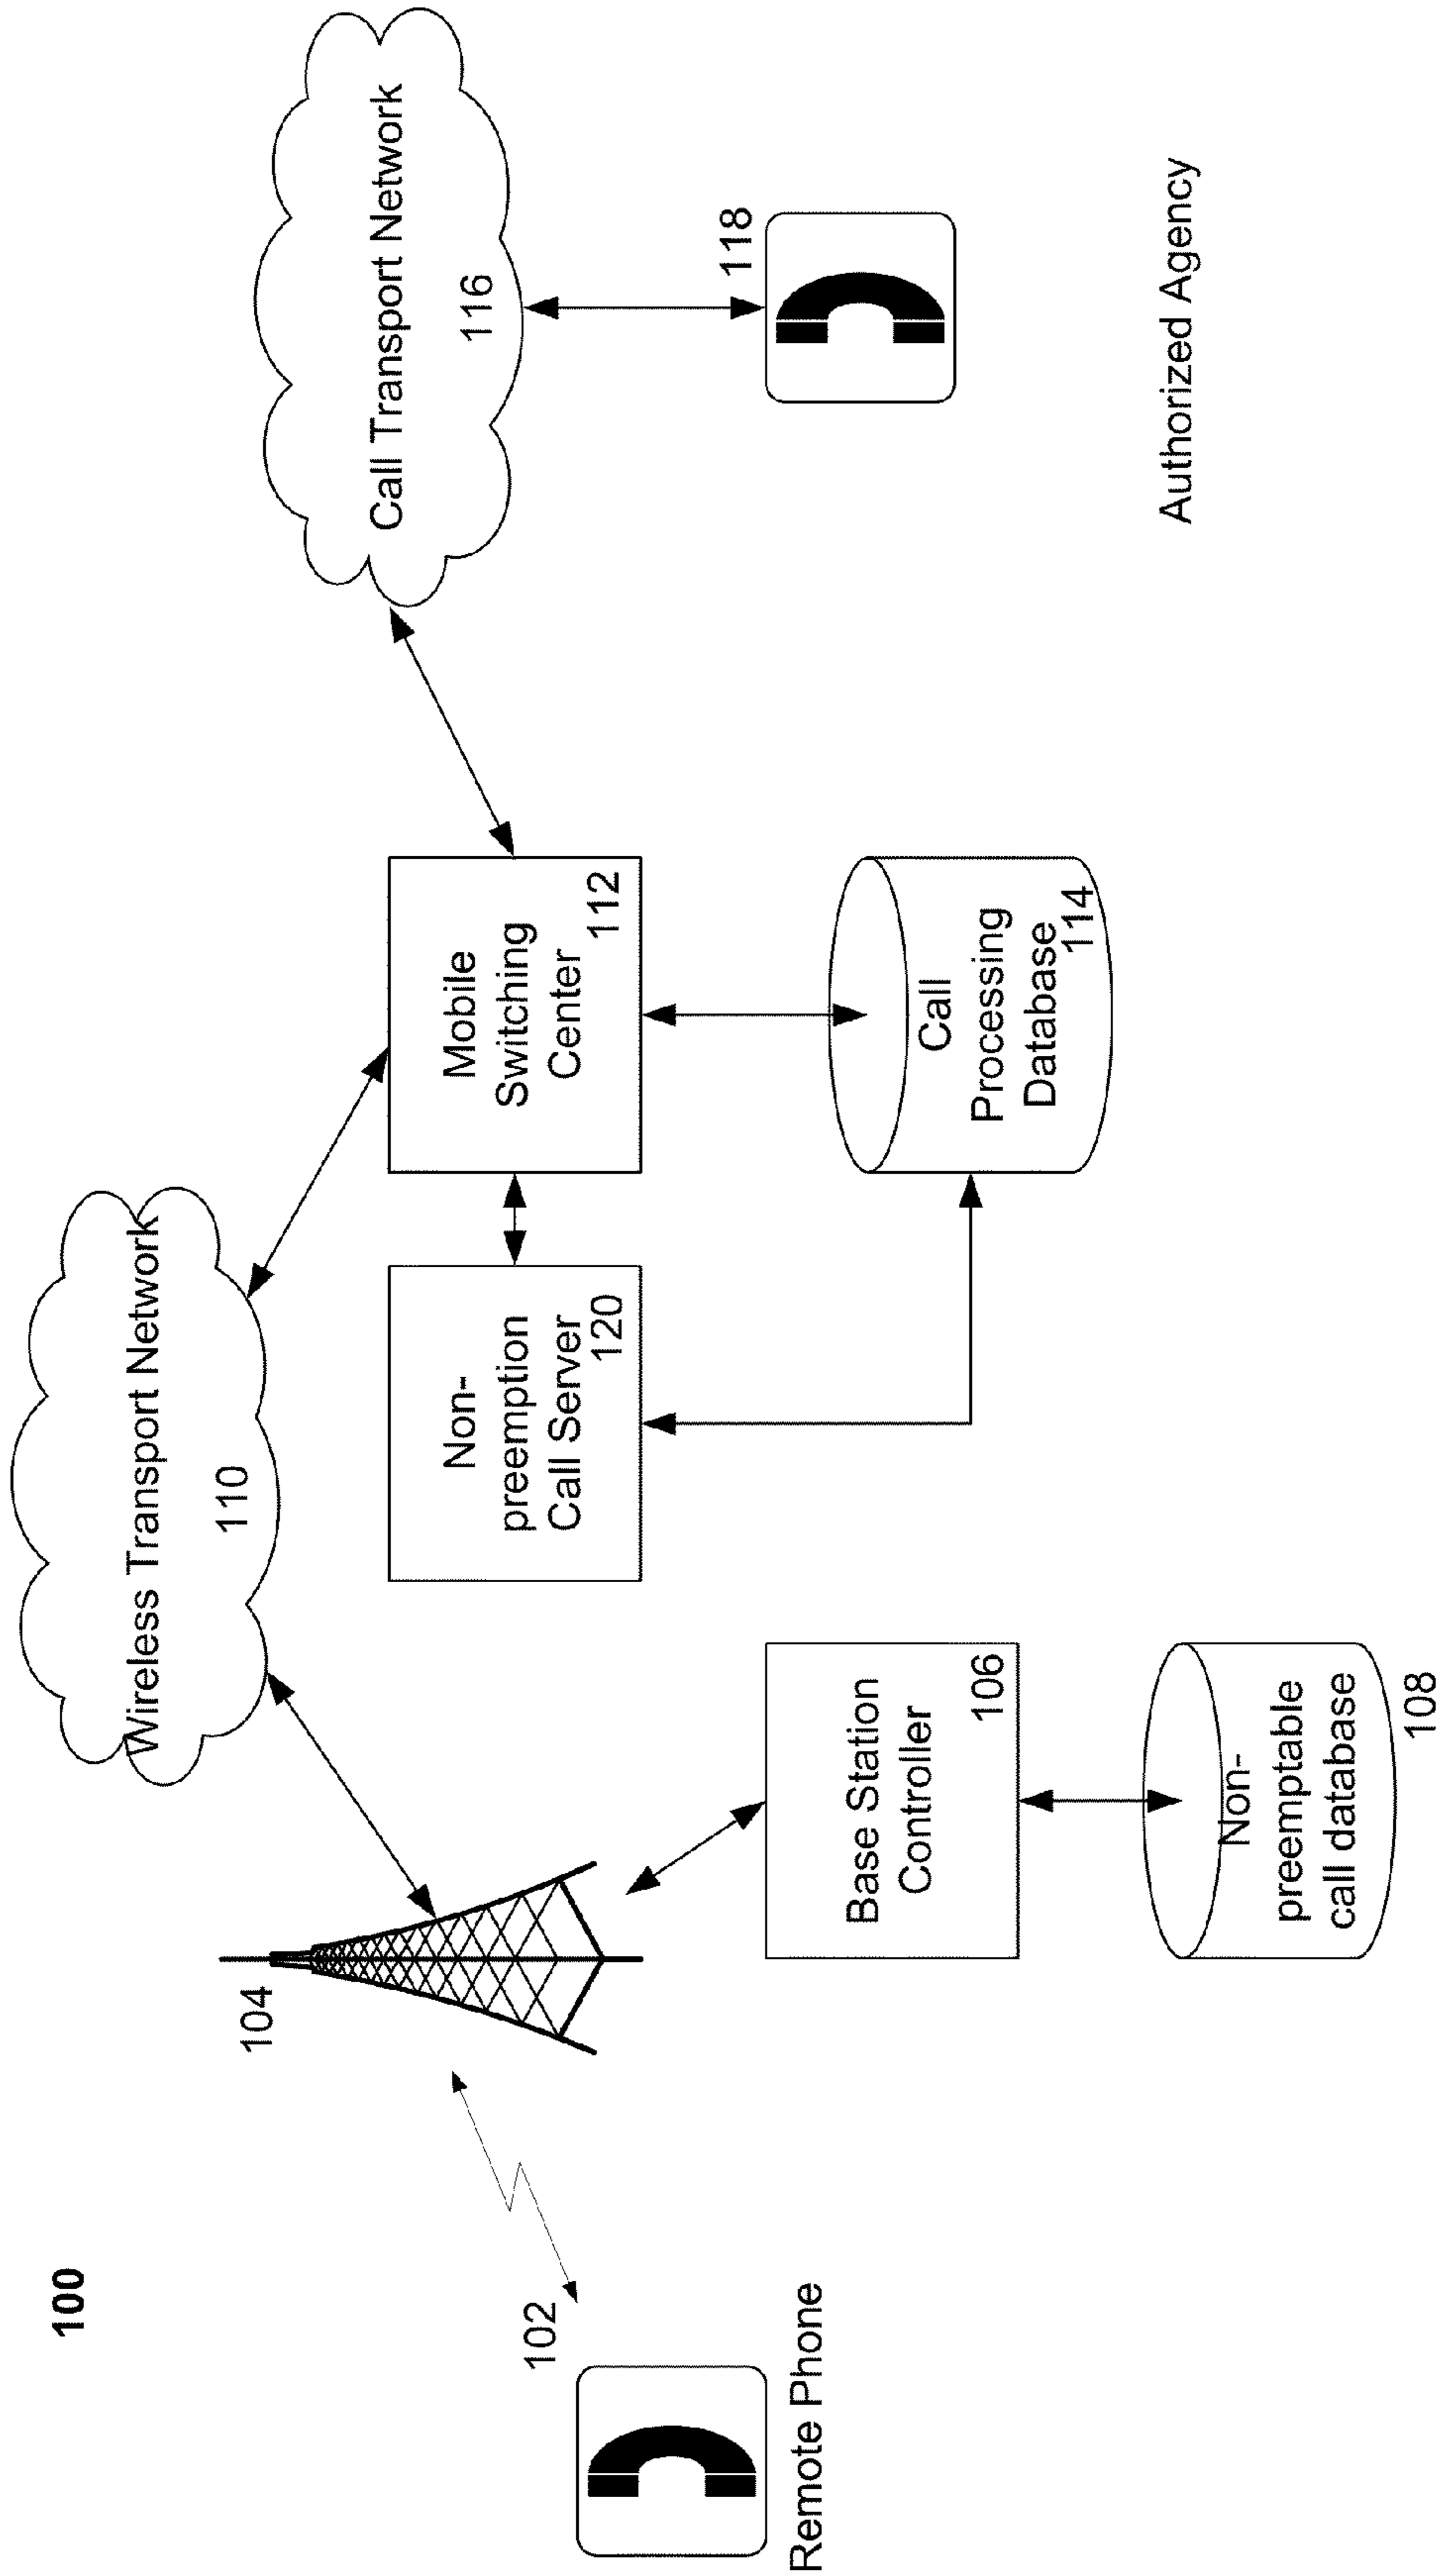 100
Wireless Transport Network
110
Call Transport Network
116
104
102
Remote Phone
Non-
preemption
Call Server
120
Mobile
Switching
Center
112
118
Authorized Agency
Base Station
Controller
106
Call
Processing
Database
114
Non-
preemptable
call database
108